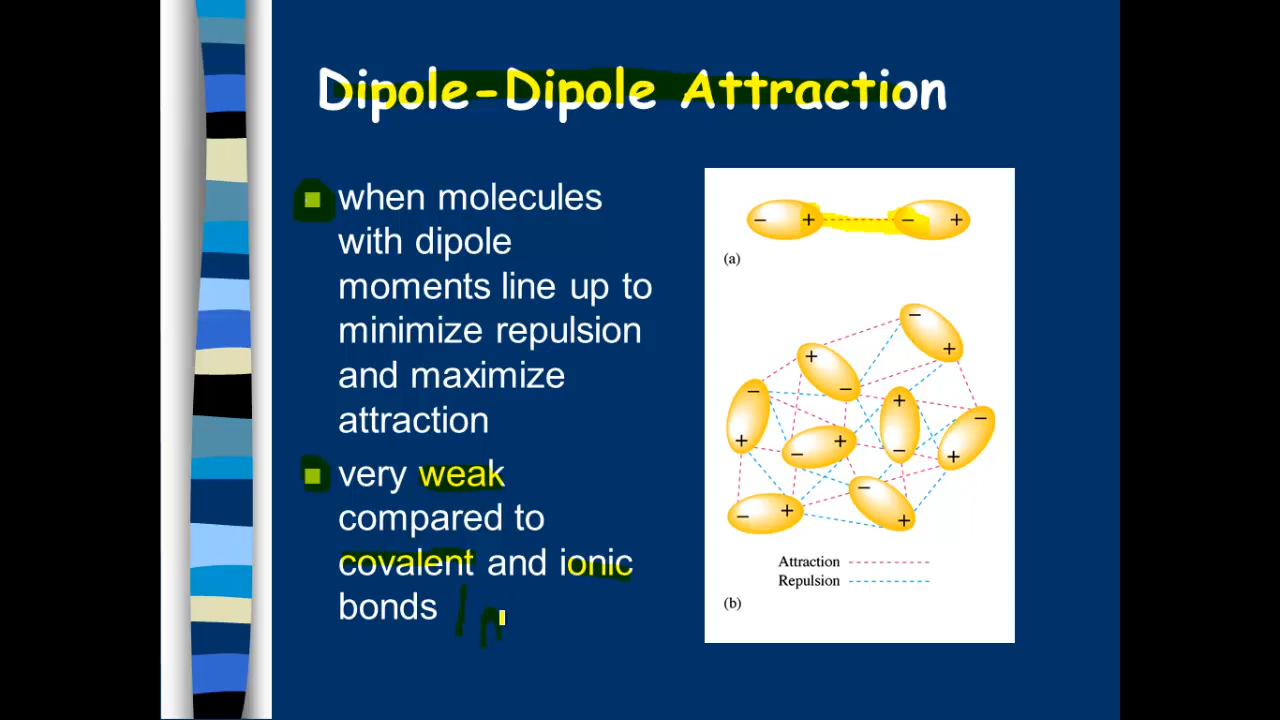 Dipole-Dipole Attraction
when molecules
with dipole
moments line up to
minimize repulsion
and maximize
attraction
very weak
compared to
covalent and ionic
bonds In
- + - +
(a)
-
+
+
-
-
+
+
-
-
+
-
+
-
+
-
+
-
+
Attraction
Repulsion
(b)